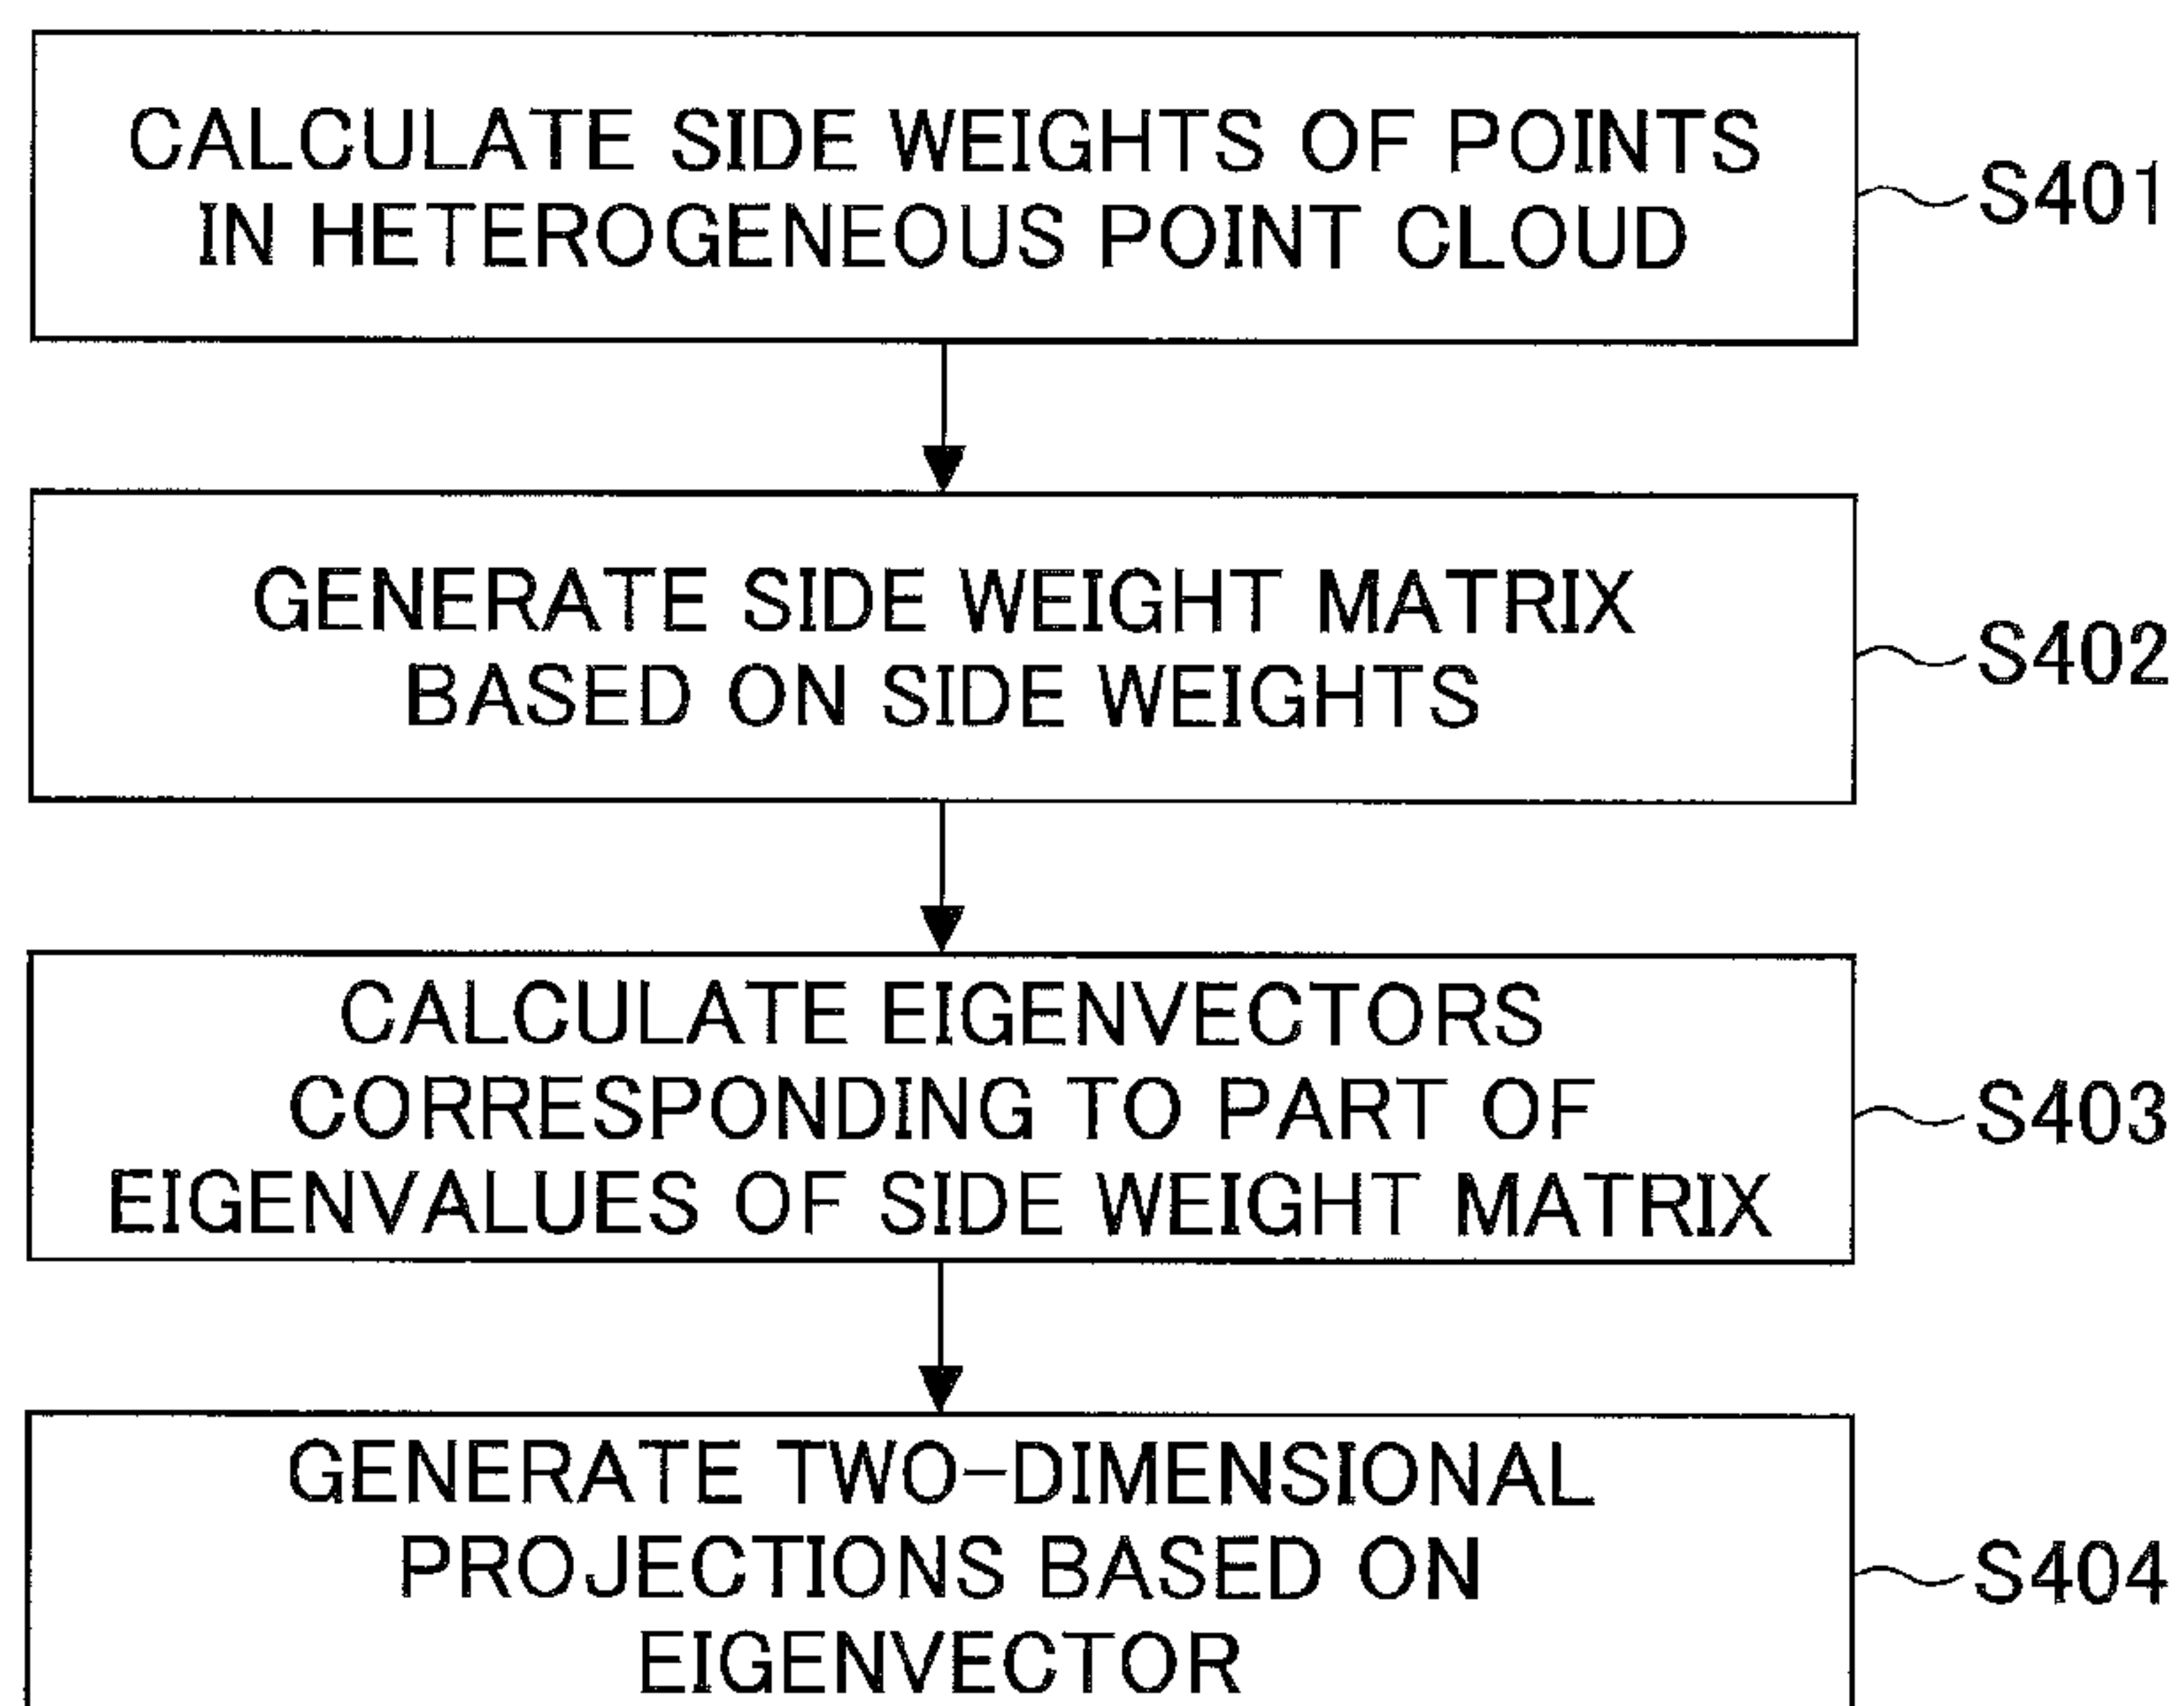 CALCULATE SIDE WEIGHTS OF POINTS
IN HETEROGENEOUS POINT CLOUD
S401
GENERATE SIDE WEIGHT MATRIX
BASED ON SIDE WEIGHTS
S402
CALCULATE EIGENVECTORS
CORRESPONDING TO PART OF
EIGENVALUES OF SIDE WEIGHT MATRIX
S403
GENERATE TWO-DIMENSIONAL
PROJECTIONS BASED ON
EIGENVECTOR
S404